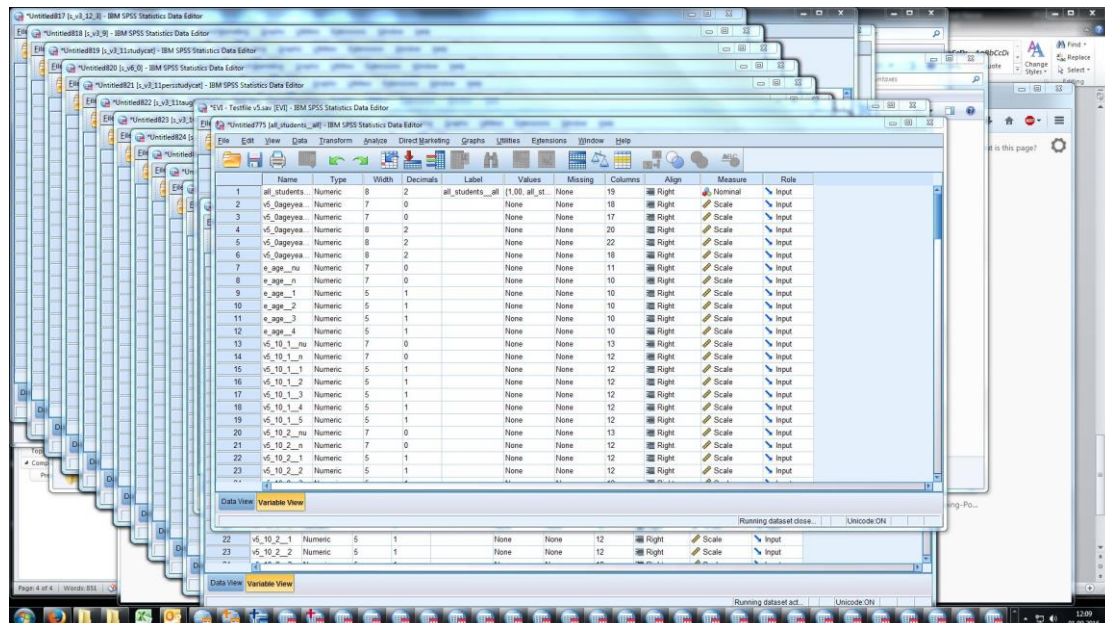 *Untitled817 [s_v3_12_3] - IBM SPSS Statistics Data Editor
*Untitled818 [s_v3_9] - IBM SPSS Statistics Data Editor
*Untitled819 [s_v3_11studycat] - IBM SPSS Statistics Data Editor
*Untitled820 [s_v6_0] - IBM SPSS Statistics Data Editor
*Untitled821 [s_v3_11persstudycat] - IBM SPSS Statistics Data Editor
*Untitled822 [s_v3_11taug
*EVI - Testfile v5.sav [EVI] - IBM SPSS Statistics Data Editor
*Untitled823 [s_v3_1
*Untitled775 [all_students__all] - IBM SPSS Statistics Data Editor
*Untitled824 [s
File Edit View Data Transform Analyze Direct Marketing Graphs Utilities Extensions Window Help
Find
Replace
Select
Change Styles
Editing
at is this page?
Name Type Width Decimals Label Values Missing Columns Align Measure Role
1 all_students... Numeric 8 2 all_students__all {1,00, all_st... None 19 Right Nominal Input
2 v5_0ageyea... Numeric 7 0 None None 18 Right Scale Input
3 v5_0ageyea... Numeric 7 0 None None 17 Right Scale Input
4 v5_0ageyea... Numeric 8 2 None None 20 Right Scale Input
5 v5_0ageyea... Numeric 8 2 None None 22 Right Scale Input
6 v5_0ageyea... Numeric 8 2 None None 18 Right Scale Input
7 e_age__nu Numeric 7 0 None None 11 Right Scale Input
8 e_age__n Numeric 7 0 None None 10 Right Scale Input
9 e_age__1 Numeric 5 1 None None 10 Right Scale Input
10 e_age__2 Numeric 5 1 None None 10 Right Scale Input
11 e_age__3 Numeric 5 1 None None 10 Right Scale Input
12 e_age__4 Numeric 5 1 None None 10 Right Scale Input
13 v5_10_1__nu Numeric 7 0 None None 13 Right Scale Input
14 v5_10_1__n Numeric 7 0 None None 12 Right Scale Input
15 v5_10_1__1 Numeric 5 1 None None 12 Right Scale Input
16 v5_10_1__2 Numeric 5 1 None None 12 Right Scale Input
17 v5_10_1__3 Numeric 5 1 None None 12 Right Scale Input
18 v5_10_1__4 Numeric 5 1 None None 12 Right Scale Input
19 v5_10_1__5 Numeric 5 1 None None 12 Right Scale Input
20 v5_10_2__nu Numeric 7 0 None None 13 Right Scale Input
21 v5_10_2__n Numeric 7 0 None None 12 Right Scale Input
22 v5_10_2__1 Numeric 5 1 None None 12 Right Scale Input
23 v5_10_2__2 Numeric 5 1 None None 12 Right Scale Input
Data View Variable View
Running dataset close... Unicode:ON
22 v5_10_2__1 Numeric 5 1 None None 12 Right Scale Input
23 v5_10_2__2 Numeric 5 1 None None 12 Right Scale Input
Data View Variable View
Running dataset act... Unicode:ON
Page: 4 of 4 Words: 851
12:09